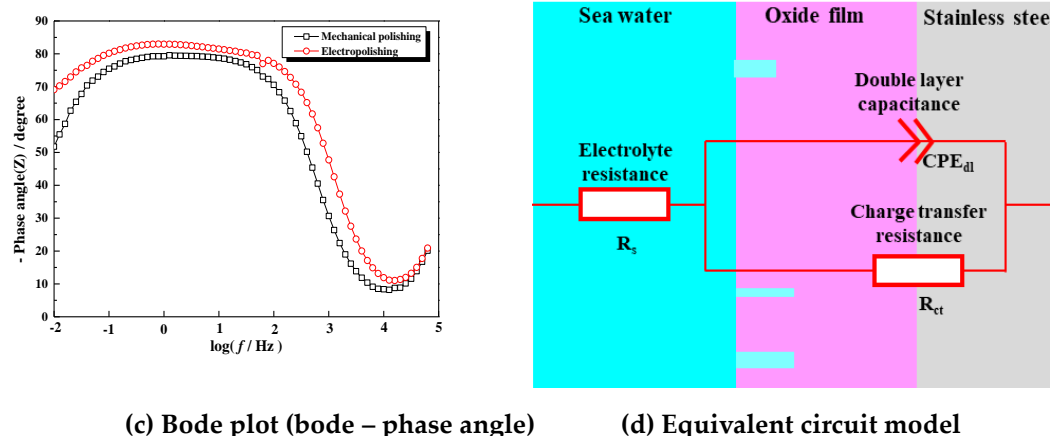 90
80
70
60
50
40
30
20
10
0
- Phase angle(Z) / degree
Mechanical polishing
Electropolishing
-2 -1 0 1 2 3 4 5
log(f / Hz )
(c) Bode plot (bode – phase angle)
Sea water
Oxide film
Stainless stee
Double layer
capacitance
CPEdl
Electrolyte
resistance
Rs
Charge transfer
resistance
Rct
(d) Equivalent circuit model